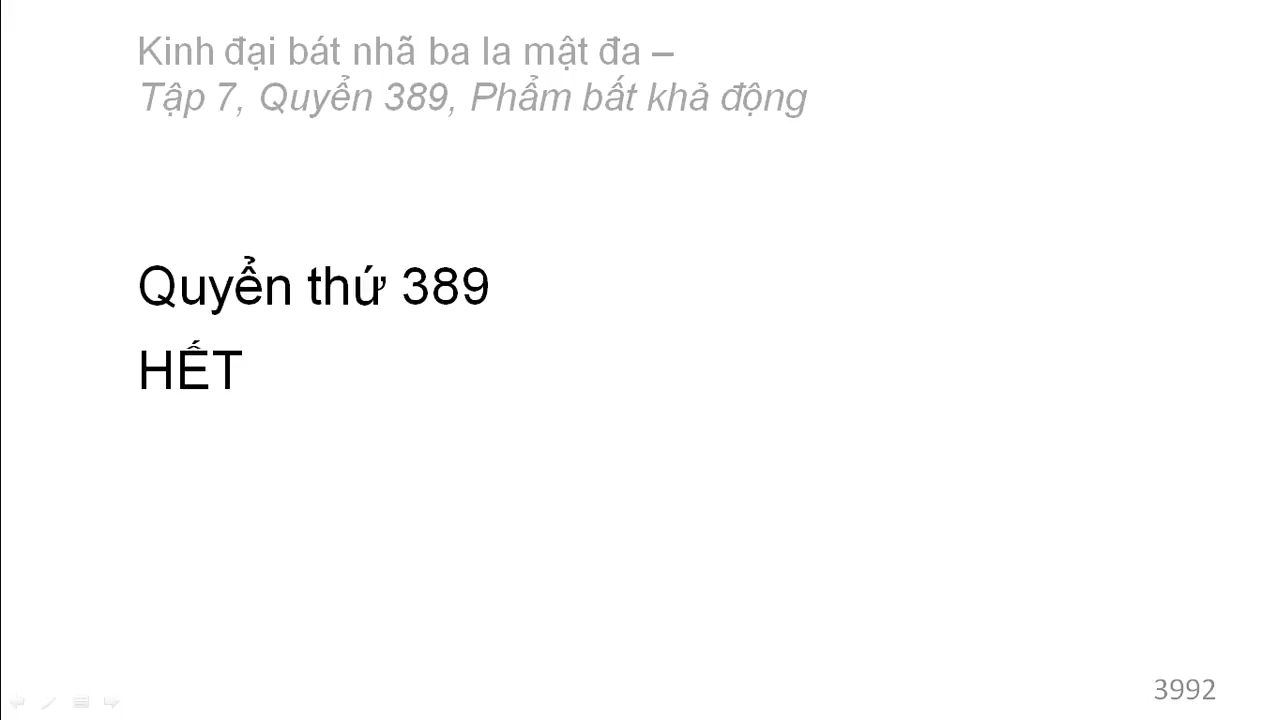 Kinh đại bát nhã ba la mật đa –
Tập 7, Quyển 389, Phẩm bất khả động
Quyển thứ 389
HẾT
3992